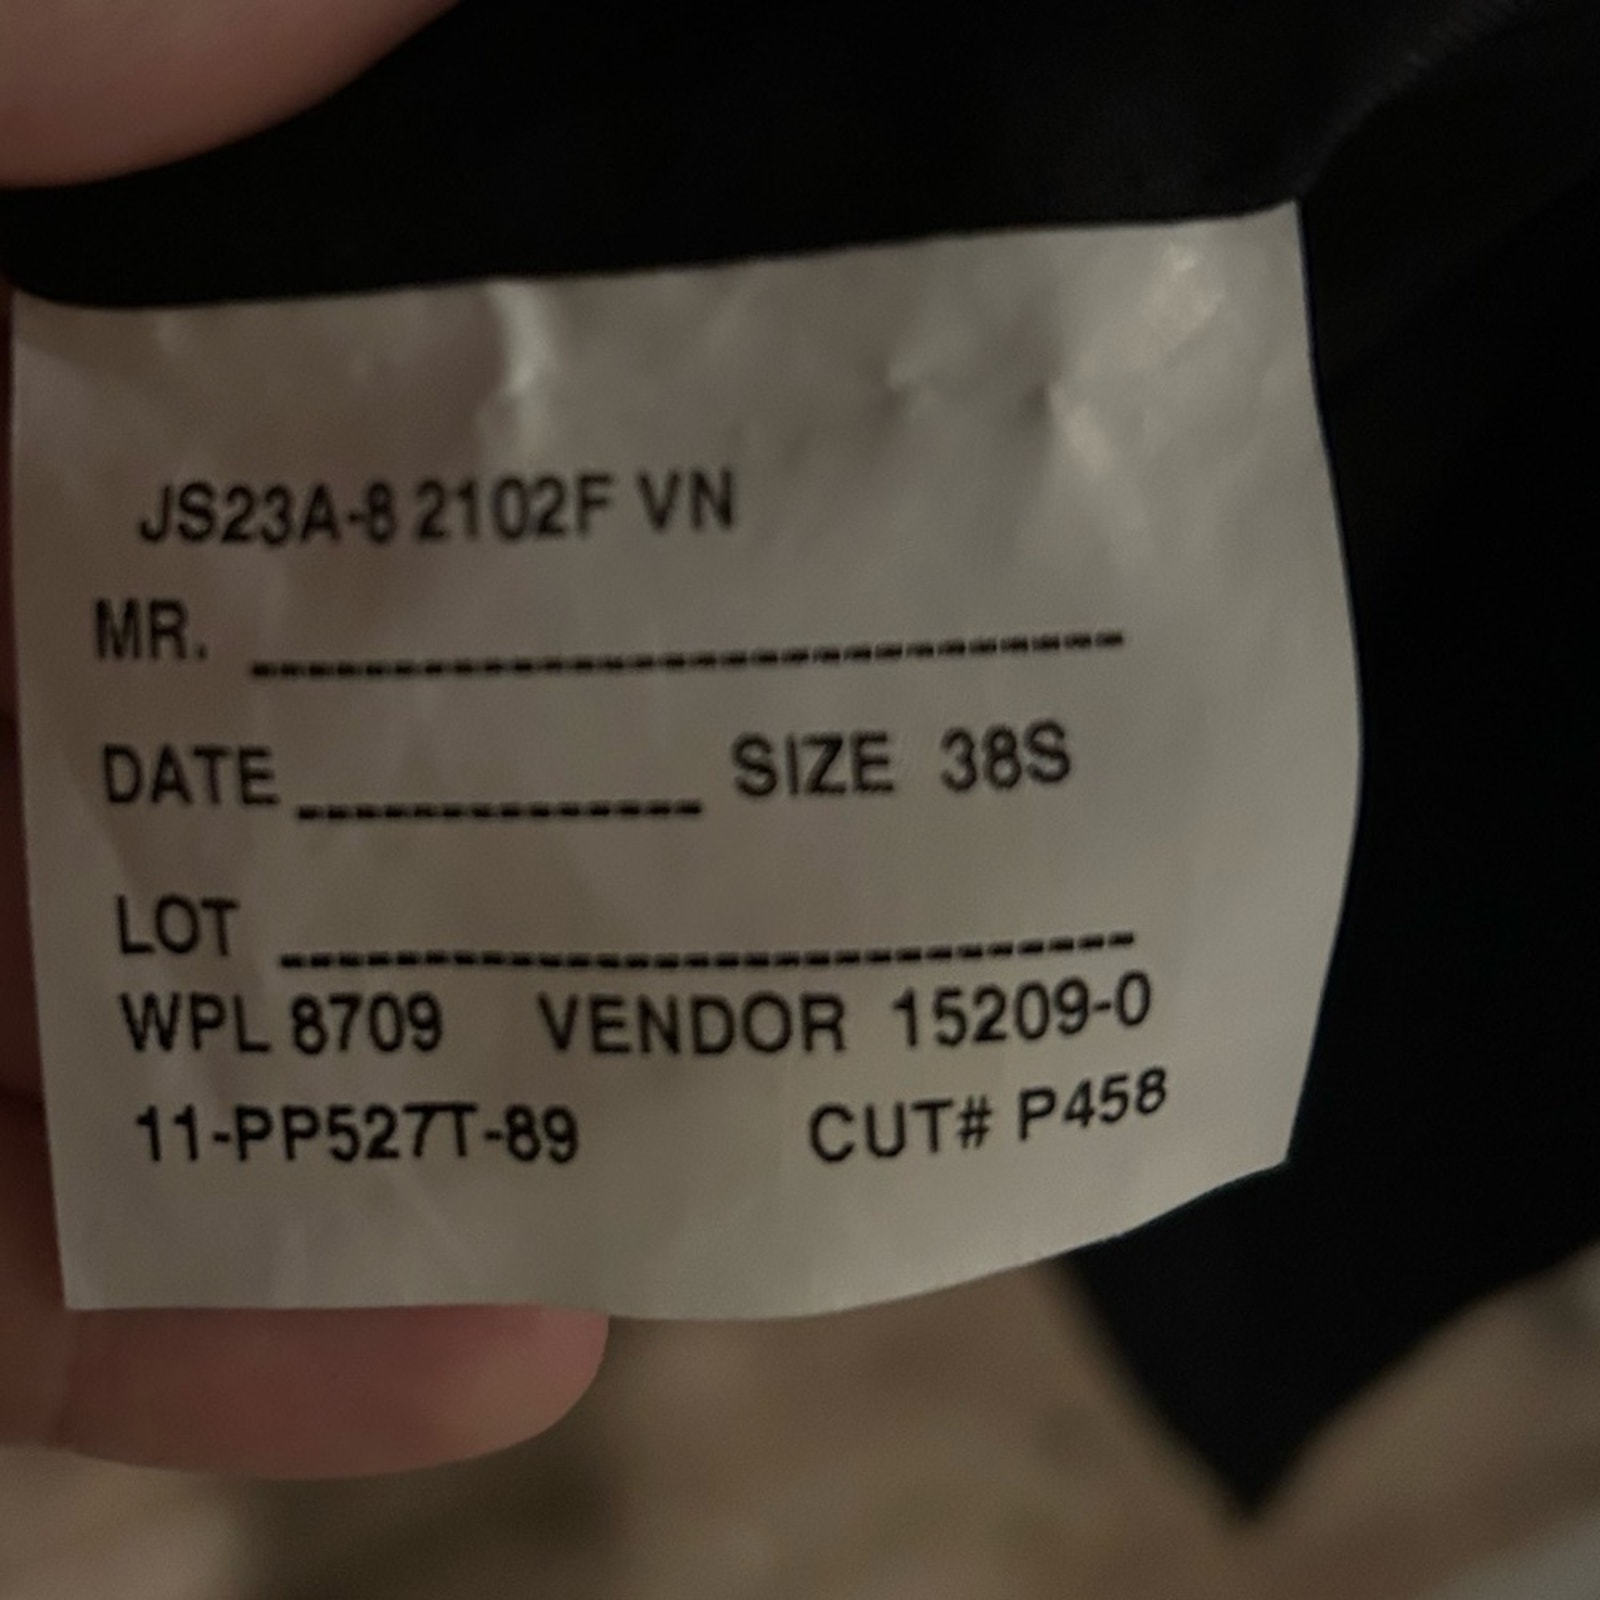 JS23A-8 2102F VN
MR. 
DATE SIZE 38S
LOT
WPL 8709 VENDOR 15209-0
11-PP527T-89 CUT# P458